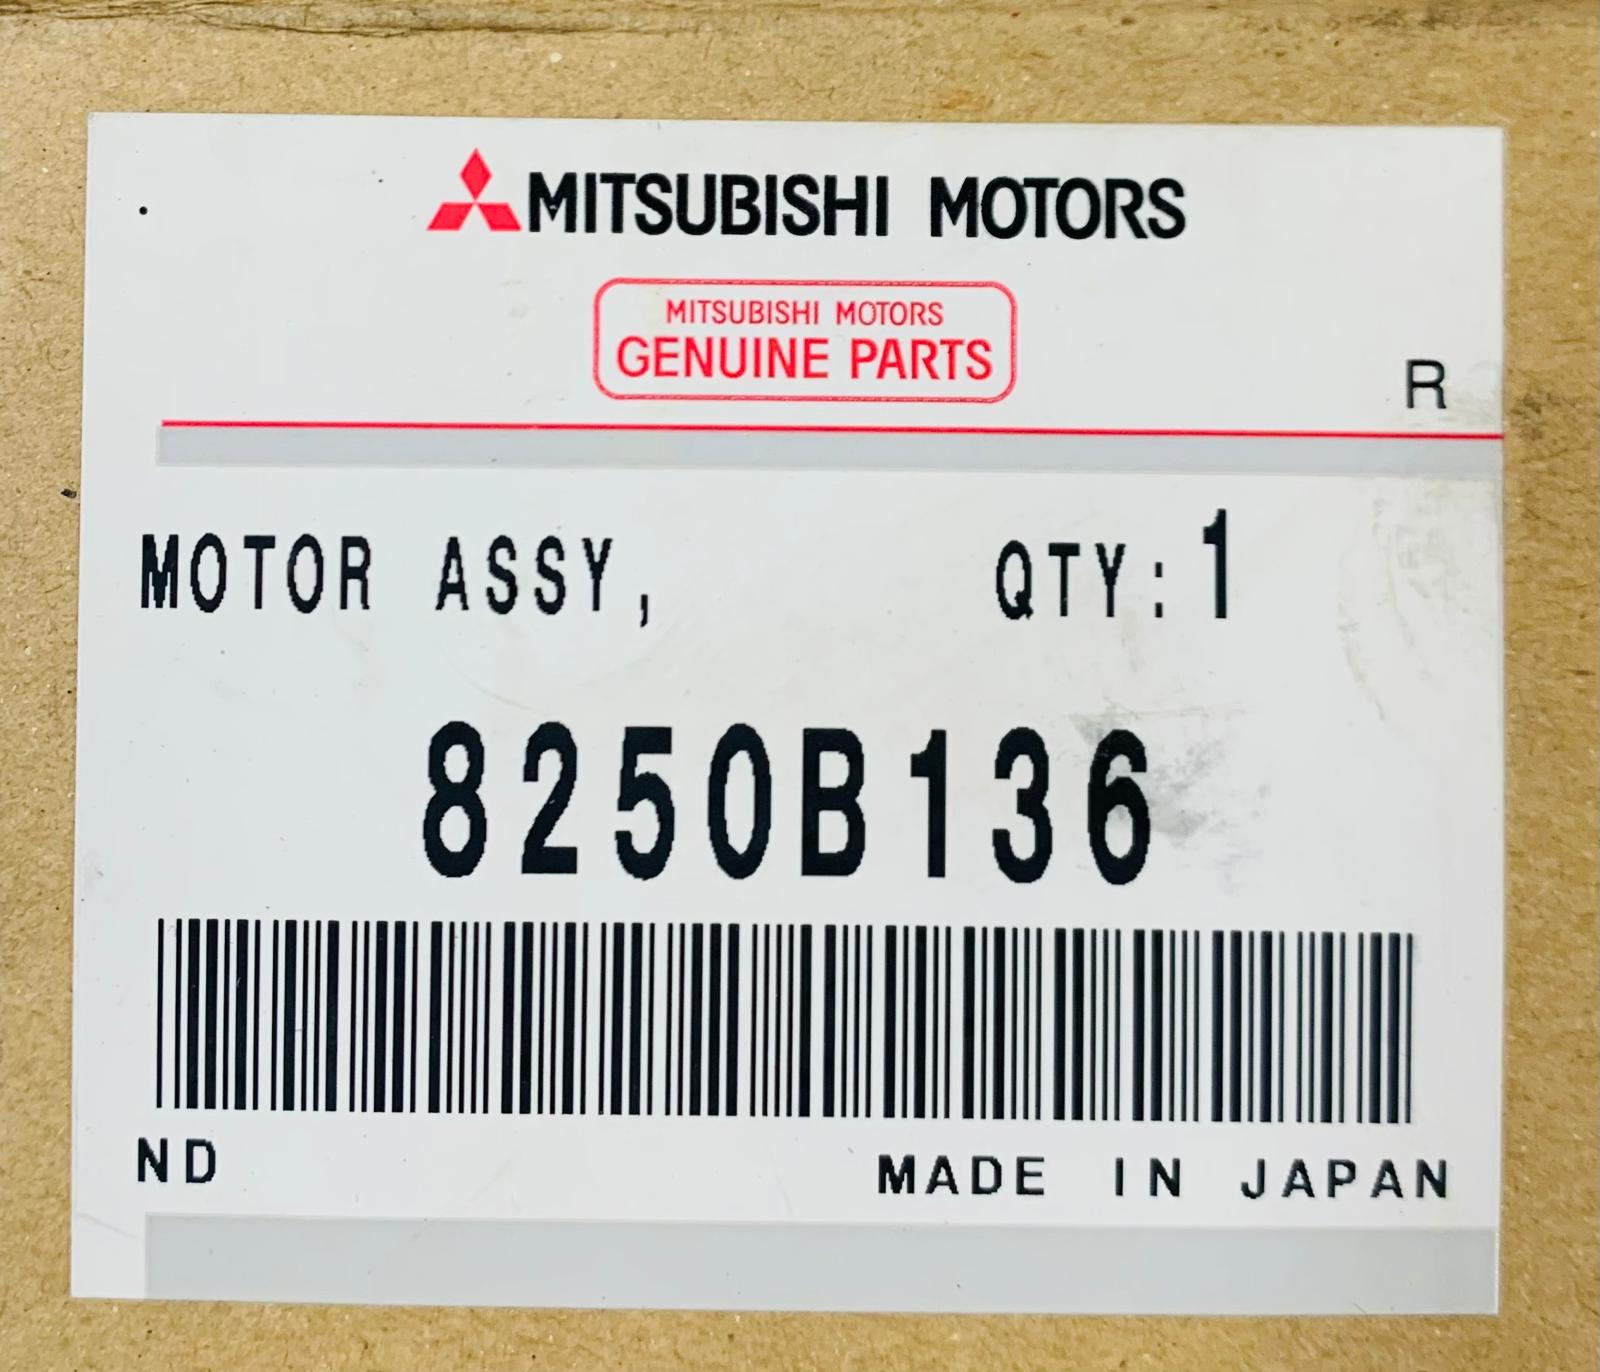 MITSUBISHI MOTORS
MITSUBISHI MOTORS
GENUINE PARTS
R
MOTOR ASSY, QTY:1
8250B136
ND MADE IN JAPAN